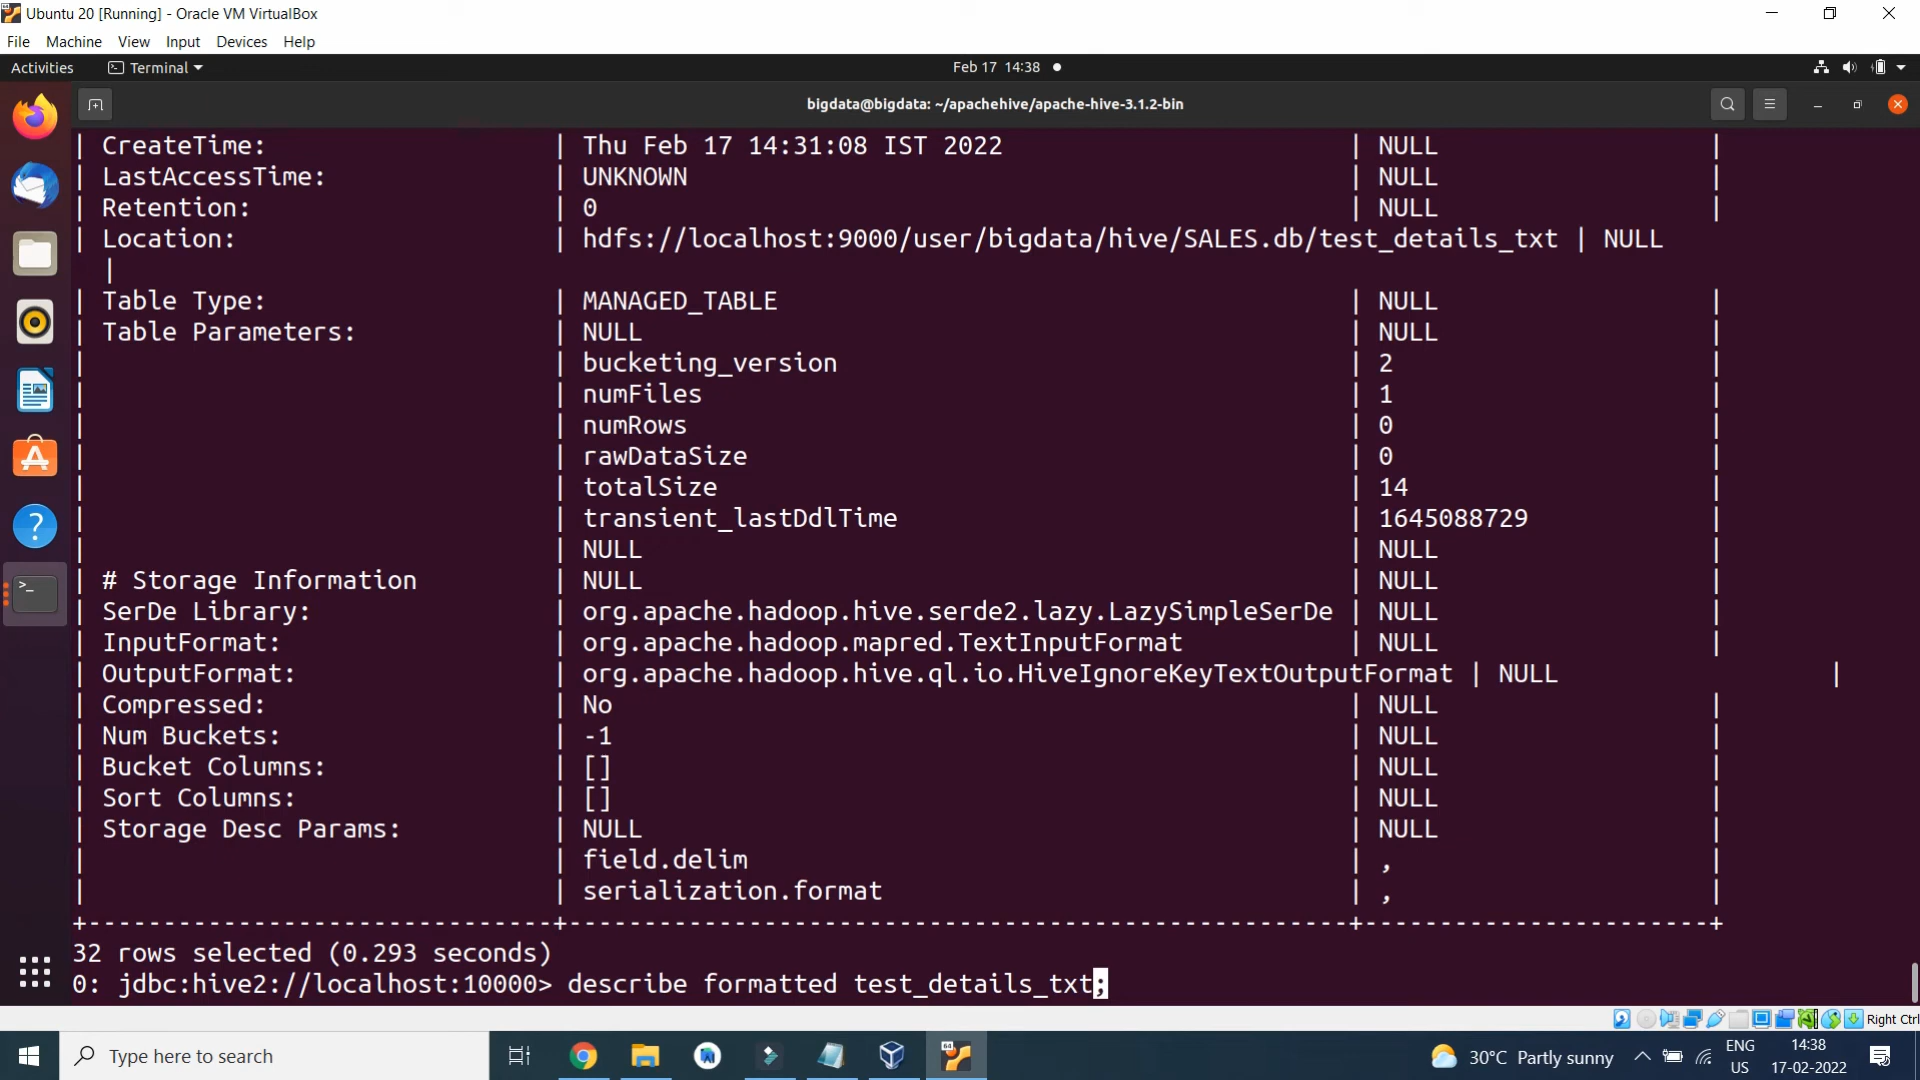 Ubuntu 20 [Running] - Oracle VM VirtualBox
File Machine View Input Devices Help
Activities Terminal Feb 17 14:38
bigdata@bigdata: ~/apachehive/apache-hive-3.1.2-bin
| CreateTime: | Thu Feb 17 14:31:08 IST 2022 | NULL |
| LastAccessTime: | UNKNOWN | NULL |
| Retention: | 0 | NULL |
| Location: | hdfs://localhost:9000/user/bigdata/hive/SALES.db/test_details_txt | NULL
|
| Table Type: | MANAGED_TABLE | NULL |
| Table Parameters: | NULL | NULL |
| | bucketing_version | 2 |
| | numFiles | 1 |
| | numRows | 0 |
| | rawDataSize | 0 |
| | totalSize | 14 |
| | transient_lastDdlTime | 1645088729 |
| | NULL | NULL |
| # Storage Information | NULL | NULL |
| SerDe Library: | org.apache.hadoop.hive.serde2.lazy.LazySimpleSerDe | NULL |
| InputFormat: | org.apache.hadoop.mapred.TextInputFormat | NULL |
| OutputFormat: | org.apache.hadoop.hive.ql.io.HiveIgnoreKeyTextOutputFormat | NULL |
| Compressed: | No | NULL |
| Num Buckets: | -1 | NULL |
| Bucket Columns: | [] | NULL |
| Sort Columns: | [] | NULL |
| Storage Desc Params: | NULL | NULL |
| | field.delim | , |
| | serialization.format | , |
+-------------------------------+-----------------------------------------------------+-----------------------+
32 rows selected (0.293 seconds)
0: jdbc:hive2://localhost:10000> describe formatted test_details_txt;
Right Ctrl
Type here to search
30°C Partly sunny
ENG
US
14:38
17-02-2022